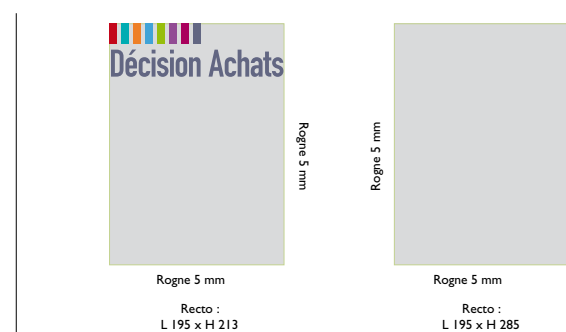 Décision Achats
Rogne 5 mm
Rogne 5 mm
Rogne 5 mm
Recto :
L 195 x H 213
Rogne 5 mm
Recto :
L 195 x H 285